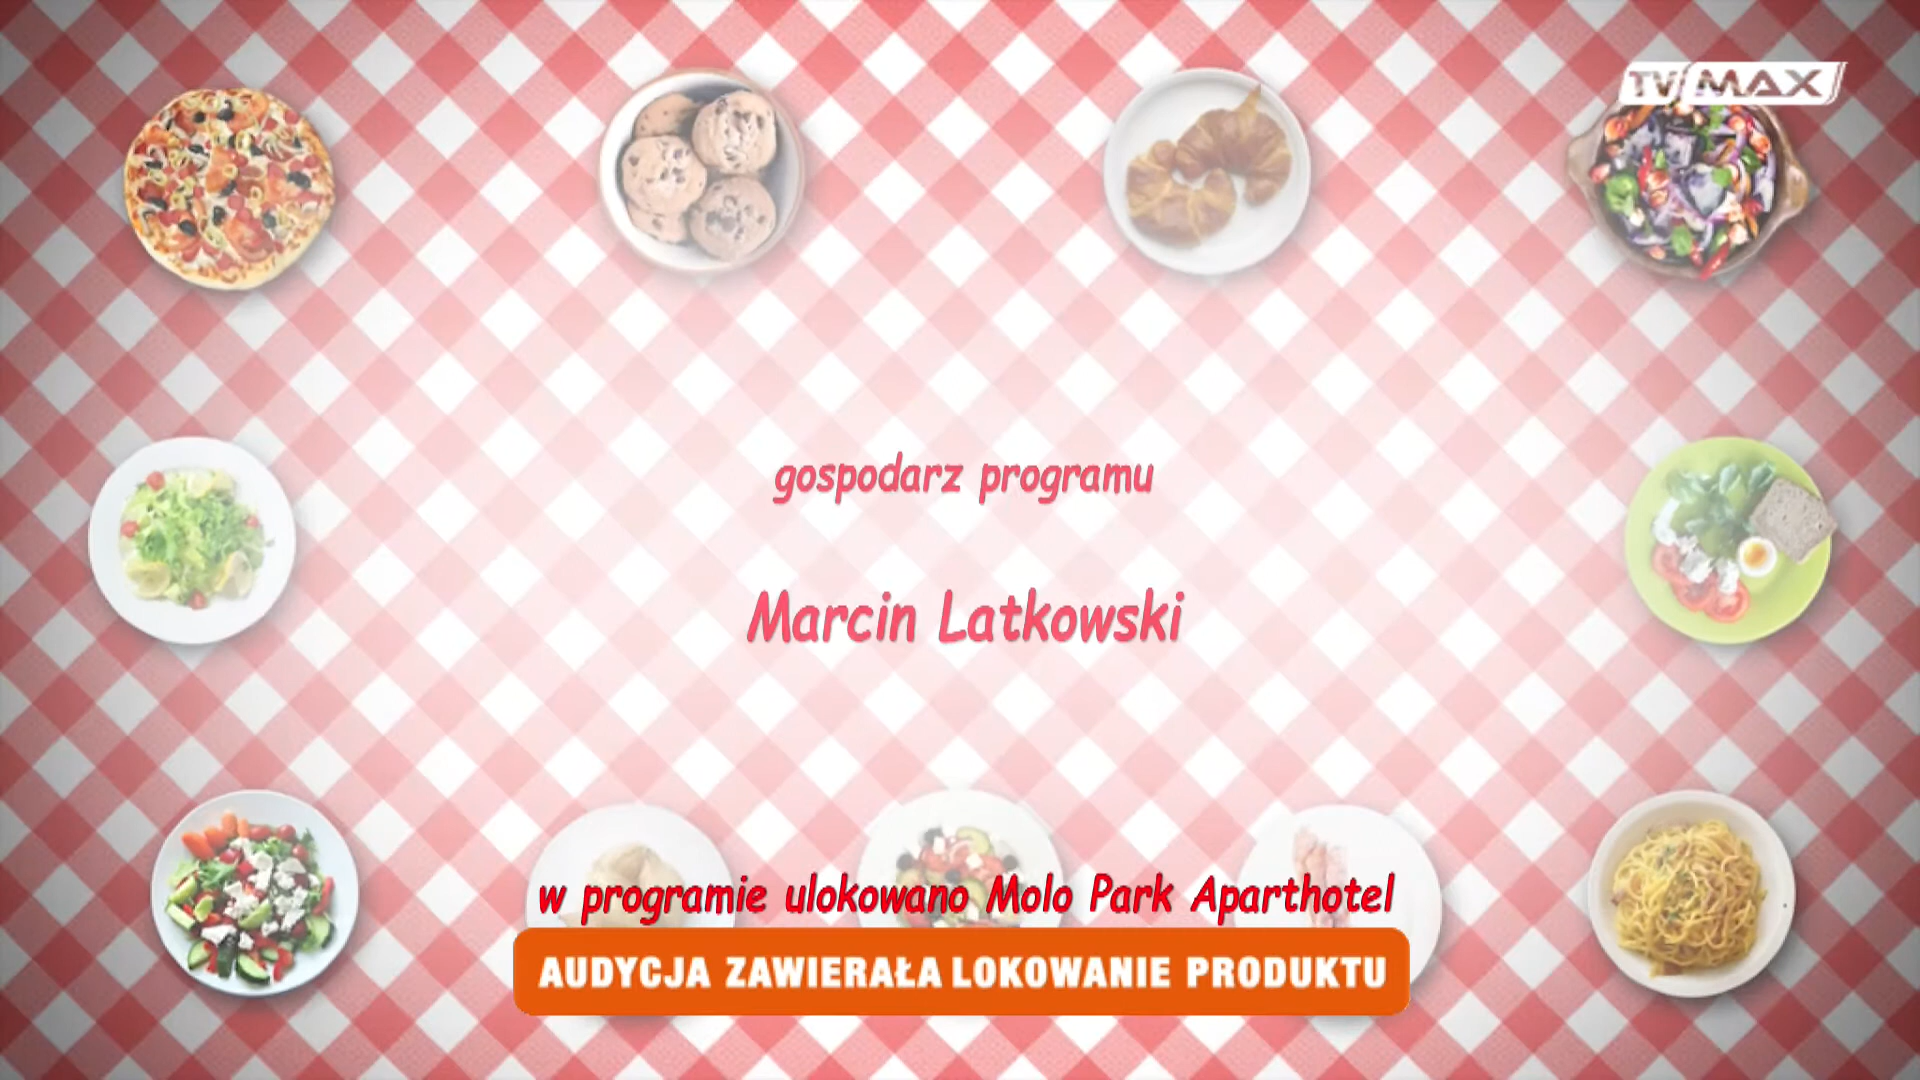 TV MAX
gospodarz programu
Marcin Latkowski
w programie ulokowano Molo Park Aparthotel
AUDYCJA ZAWIERAŁA LOKOWANIE PRODUKTU